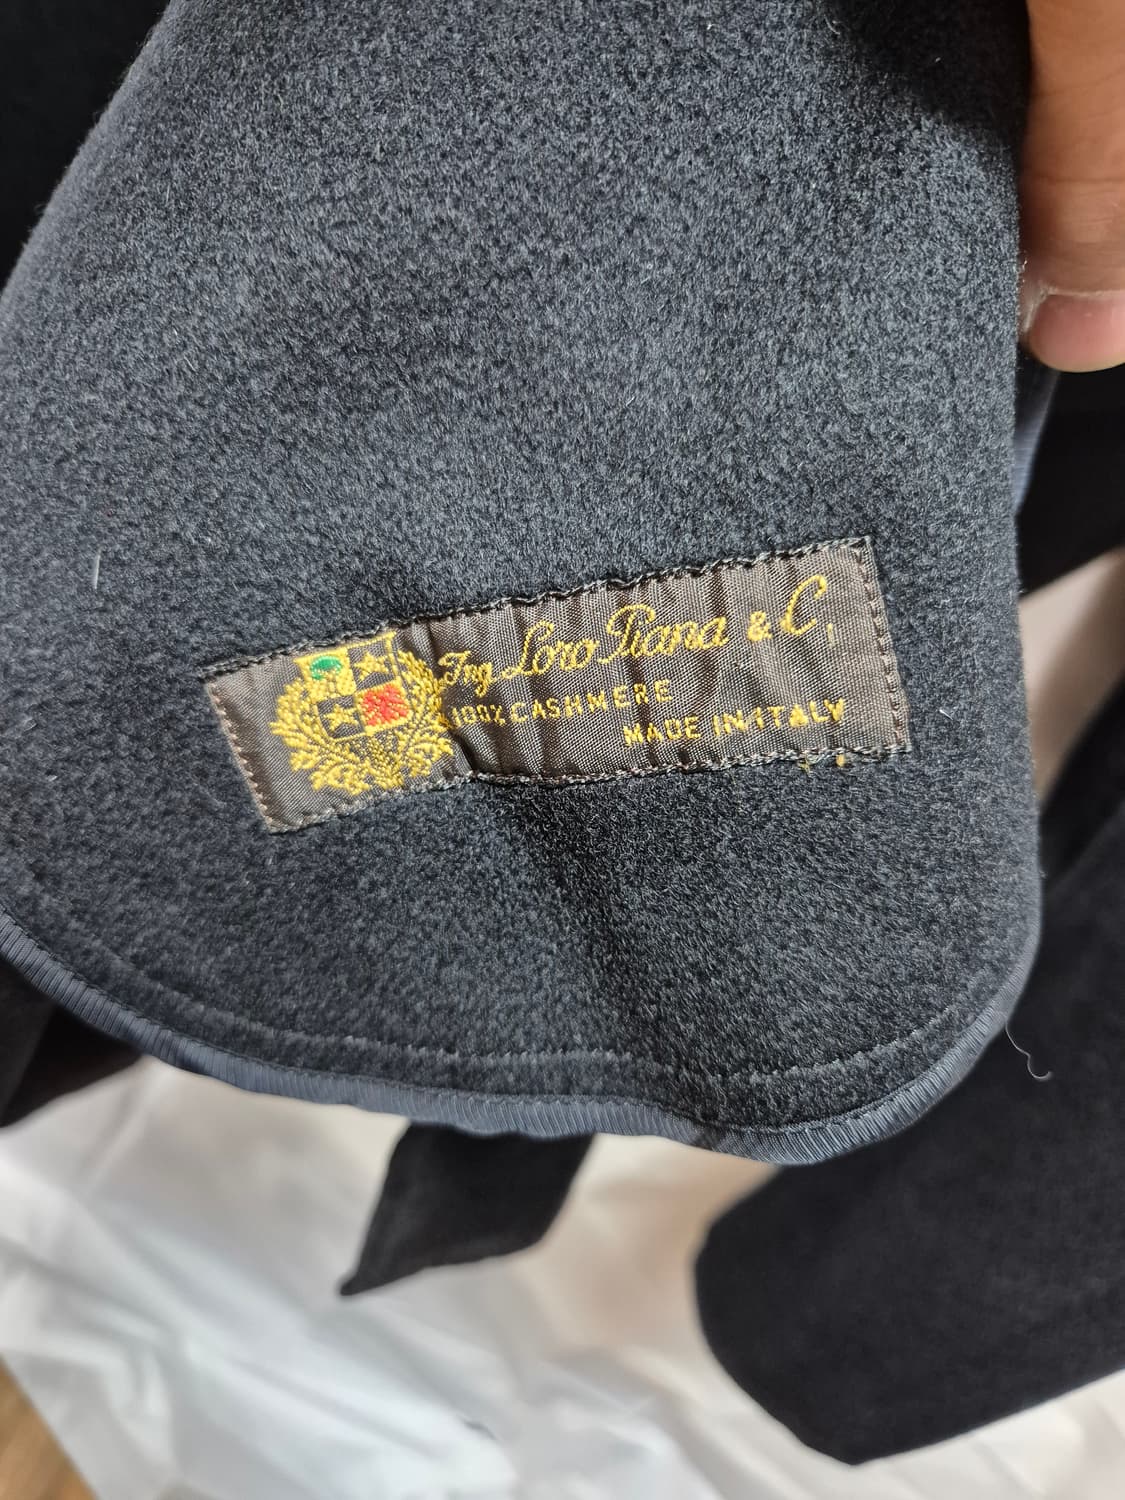 Ing Loro Piana & C.
100% CASHMERE
MADE IN ITALY